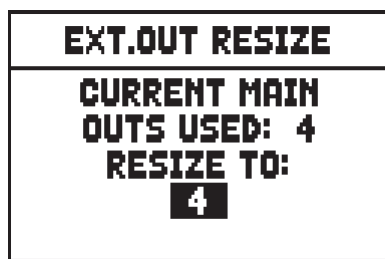 EXT.OUT RESIZE
CURRENT MAIN
OUTS USED: 4
RESIZE TO:
4